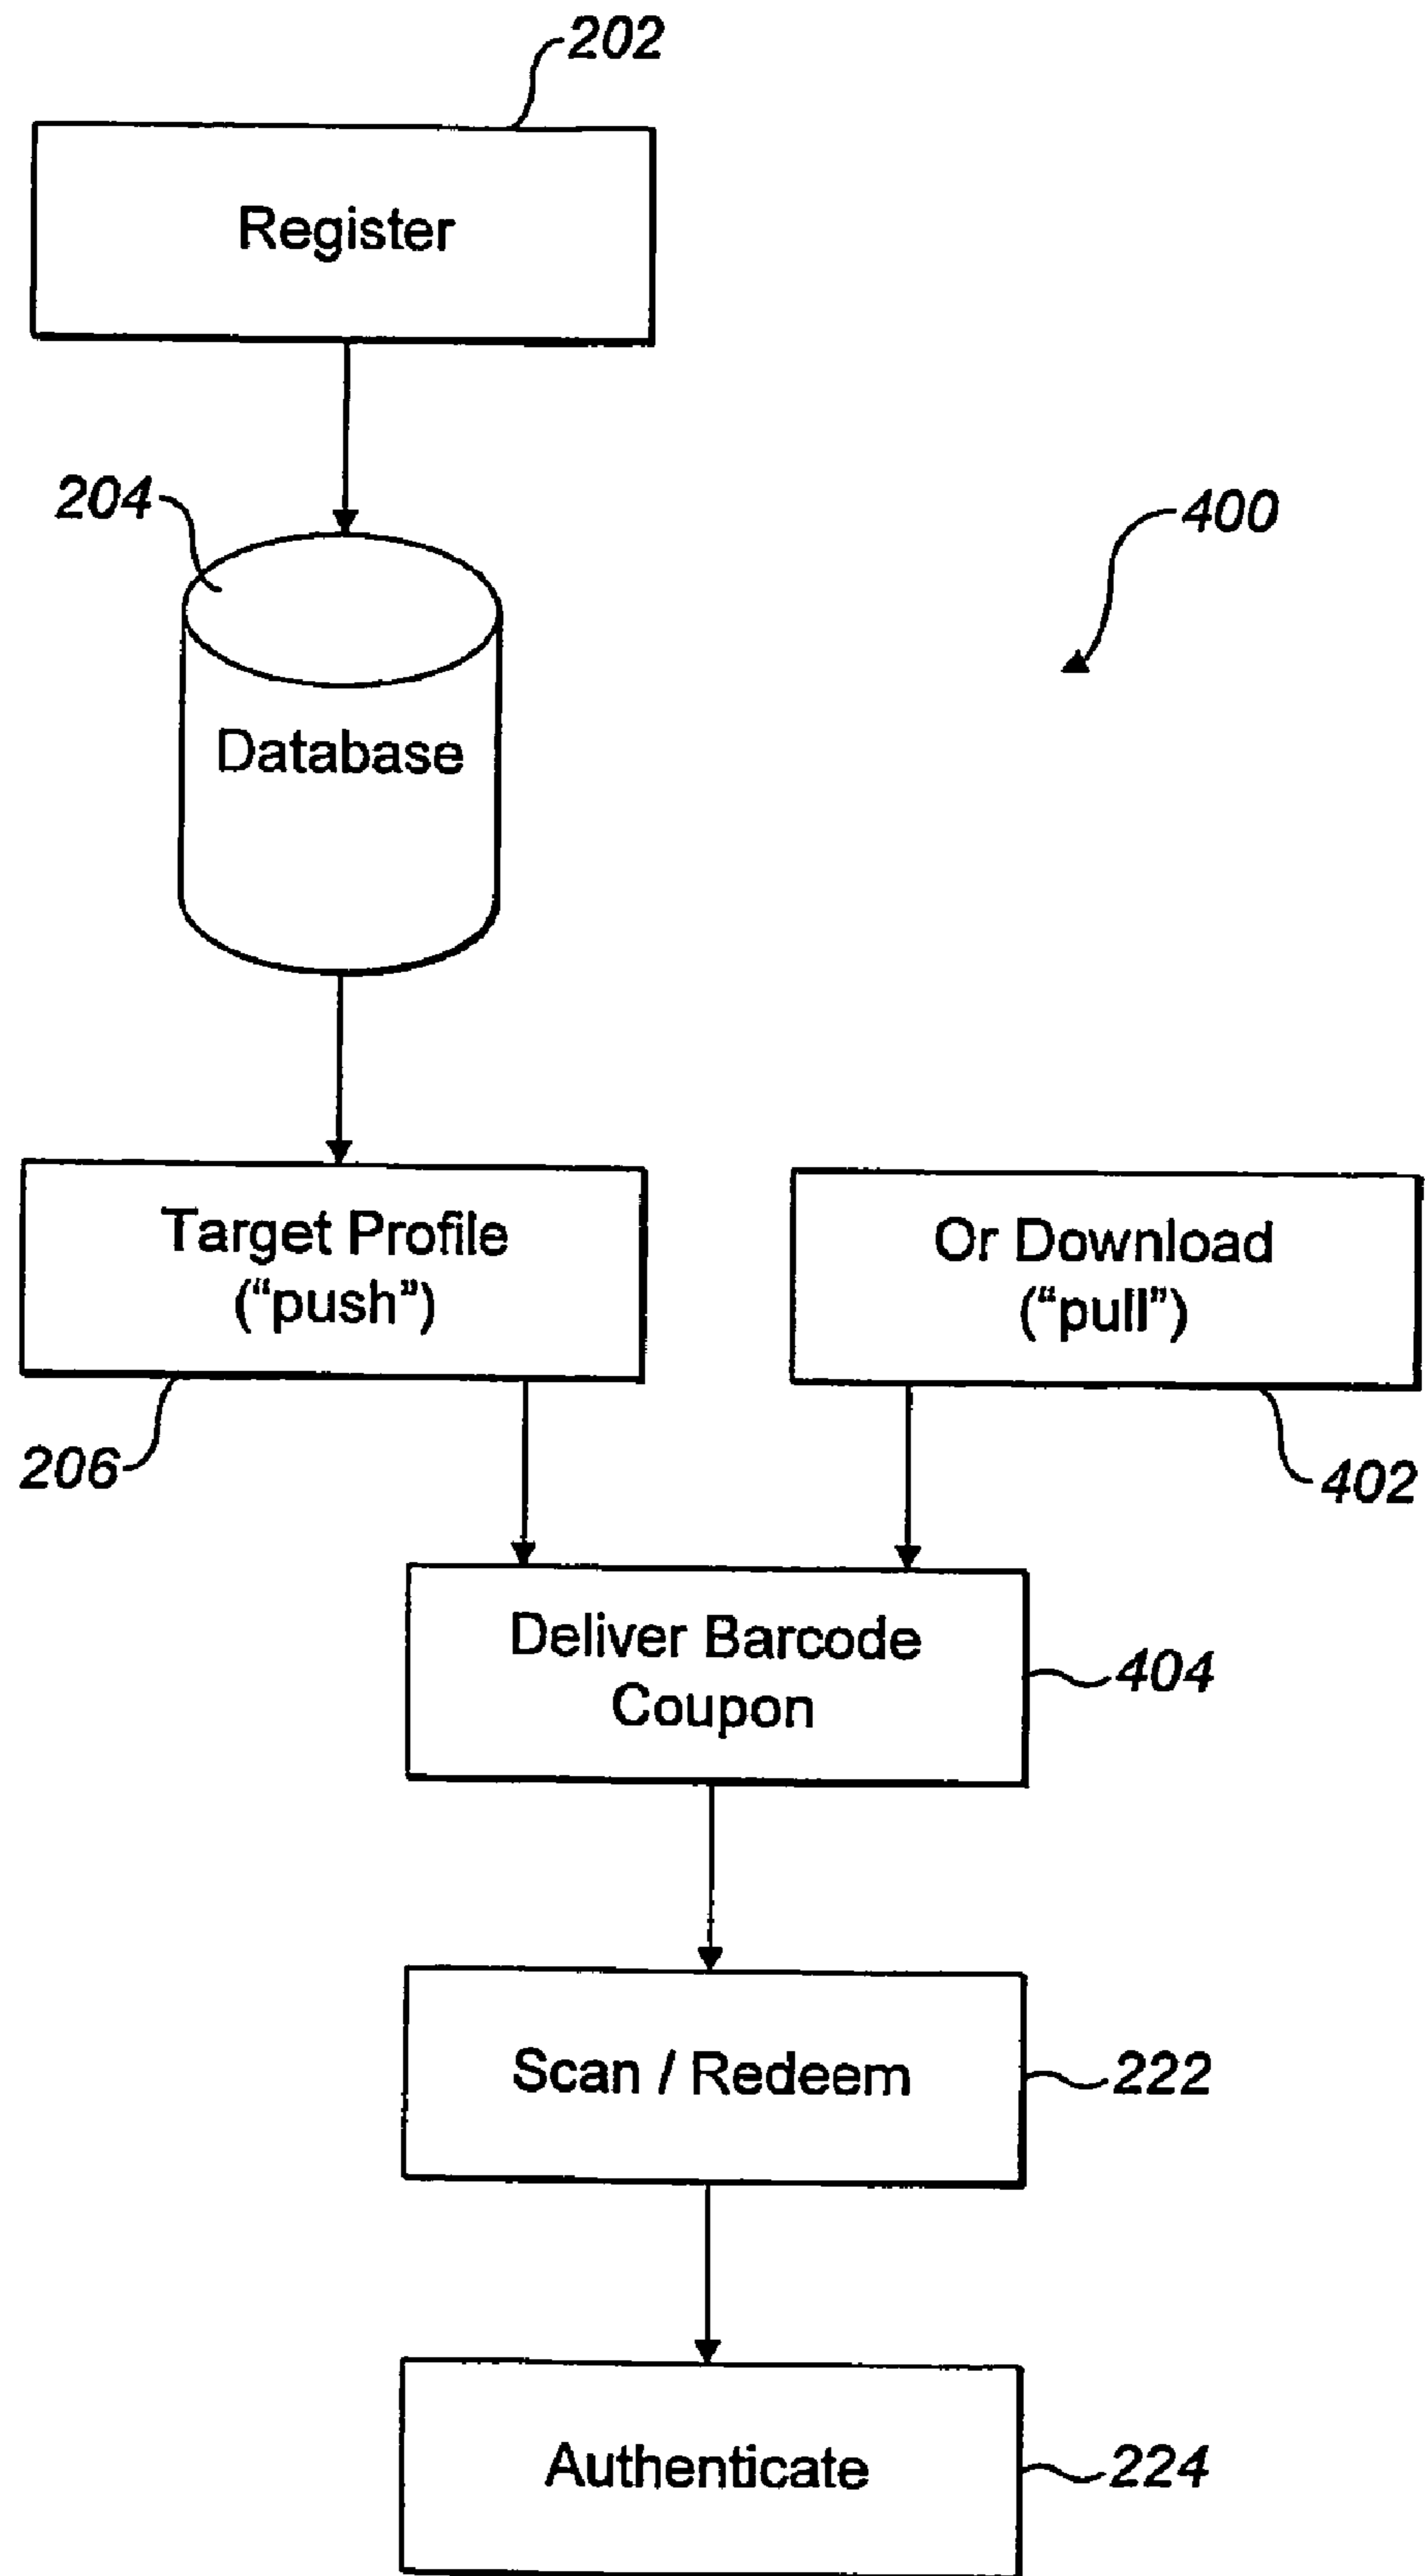 202
Register
204
400
Database
Target Profile
(“push”)
Or Download
(“pull”)
206
402
Deliver Barcode
Coupon
404
Scan / Redeem
222
Authenticate
224